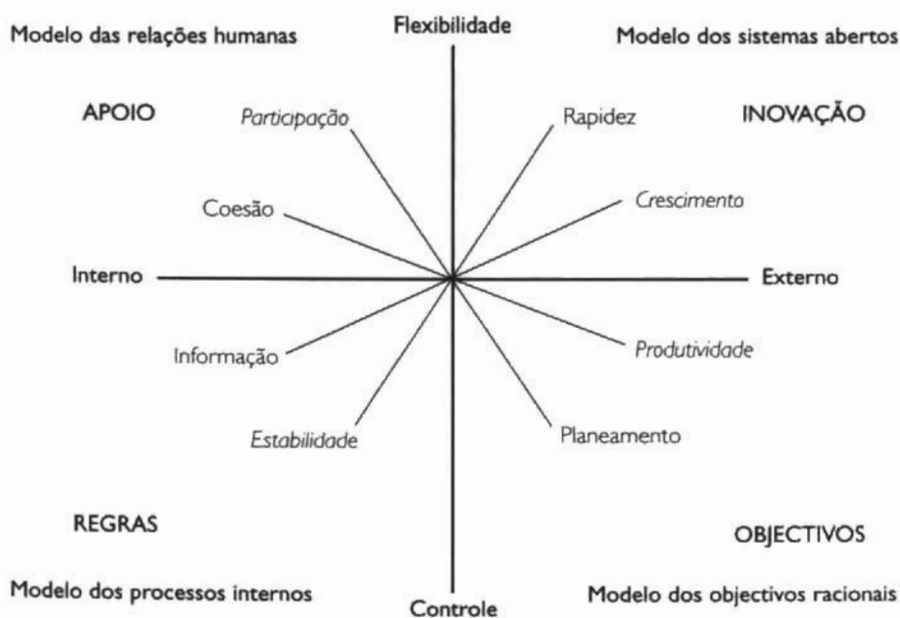 Flexibilidade
Modelo das relações humanas
Modelo dos sistemas abertos
APOIO
Participação
Rapidez
INOVAÇÃO
Coesão
Crescimento
Interno
Externo
Informação
Produtividade
Estabilidade
Planeamento
REGRAS
OBJECTIVOS
Modelo dos processos internos
Modelo dos objectivos racionais
Controle